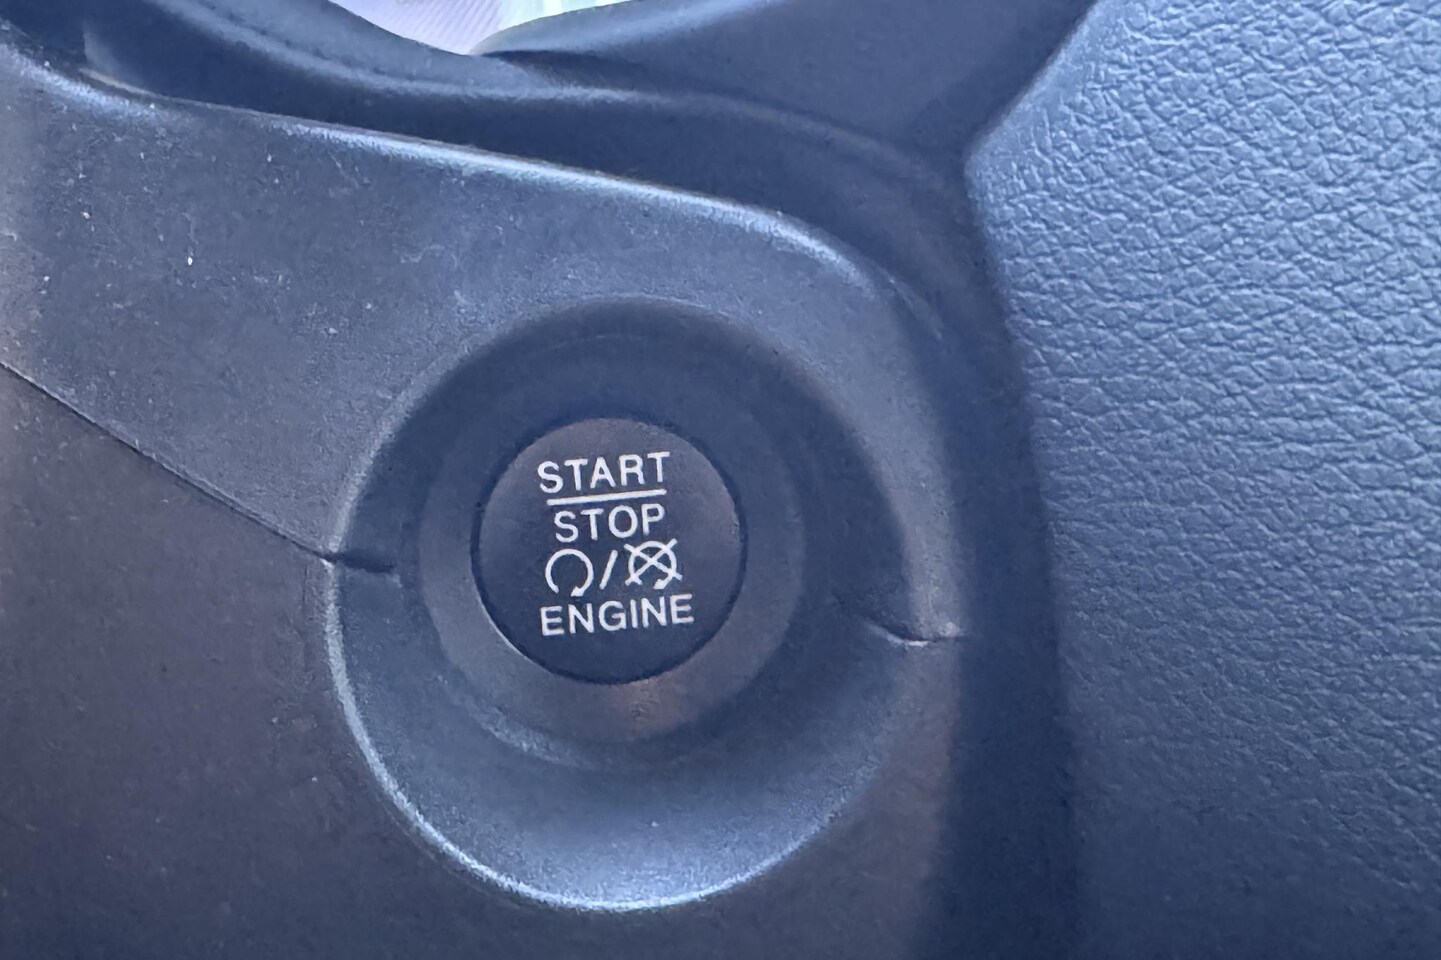 START
STOP
/
ENGINE